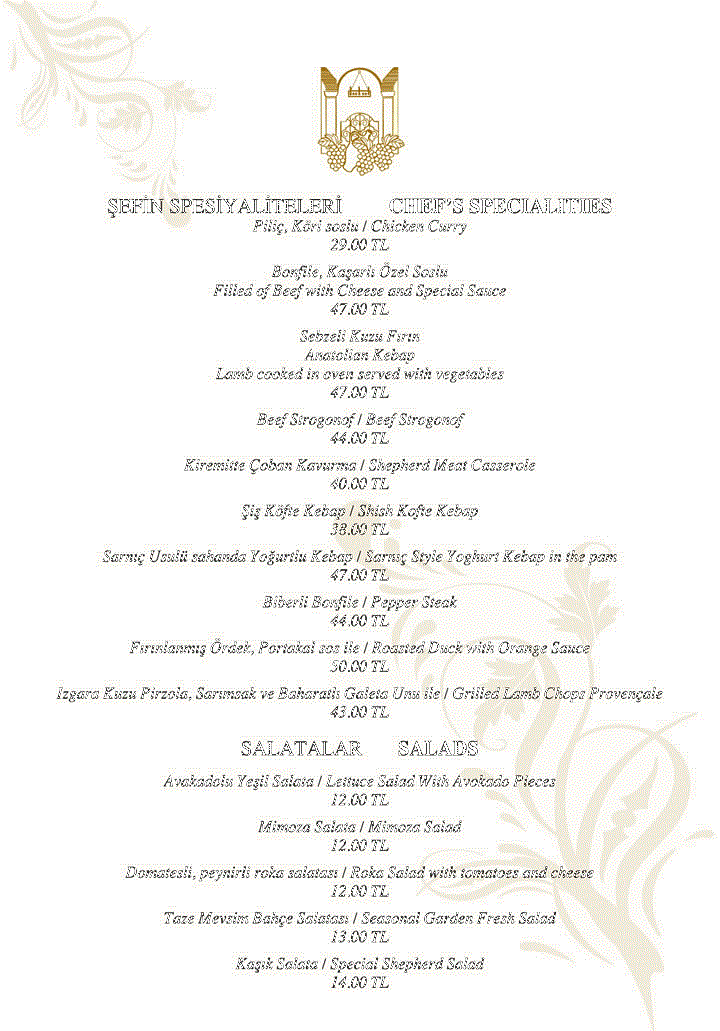 ŞEFİN SPESİYALİTELERİ CHEF'S SPECIALITIES
Piliç, Köri soslu / Chicken Curry
29.00 TL
Bonfile, Kaşarlı Özel Soslu
Filled of Beef with Cheese and Special Sauce
47.00 TL
Sebzeli Kuzu Fırın
Anatolian Kebap
Lamb cooked in oven served with vegetables
47.00 TL
Beef Strogonof / Beef Strogonof
44.00 TL
Kiremitte Çoban Kavurma / Shepherd Meat Casserole
40.00 TL
Şiş Köfte Kebap / Shish Kofte Kebap
38.00 TL
Sarnıç Usulü sahanda Yoğurtlu Kebap / Sarnıç Style Yoghurt Kebap in the pam
47.00 TL
Biberli Bonfile / Pepper Steak
44.00 TL
Fırınlanmış Ördek, Portakal sos ile / Roasted Duck with Orange Sauce
50.00 TL
Izgara Kuzu Pirzola, Sarımsak ve Baharatlı Galeta Unu ile / Grilled Lamb Chops Provençale
43.00 TL
SALATALAR SALADS
Avakadolu Yeşil Salata / Lettuce Salad With Avokado Pieces
12.00 TL
Mimoza Salata / Mimoza Salad
12.00 TL
Domatesli, peynirli roka salatası / Roka Salad with tomatoes and cheese
12.00 TL
Taze Mevsim Bahçe Salatası / Seasonal Garden Fresh Salad
13.00 TL
Kaşık Salata / Special Shepherd Salad
14.00 TL